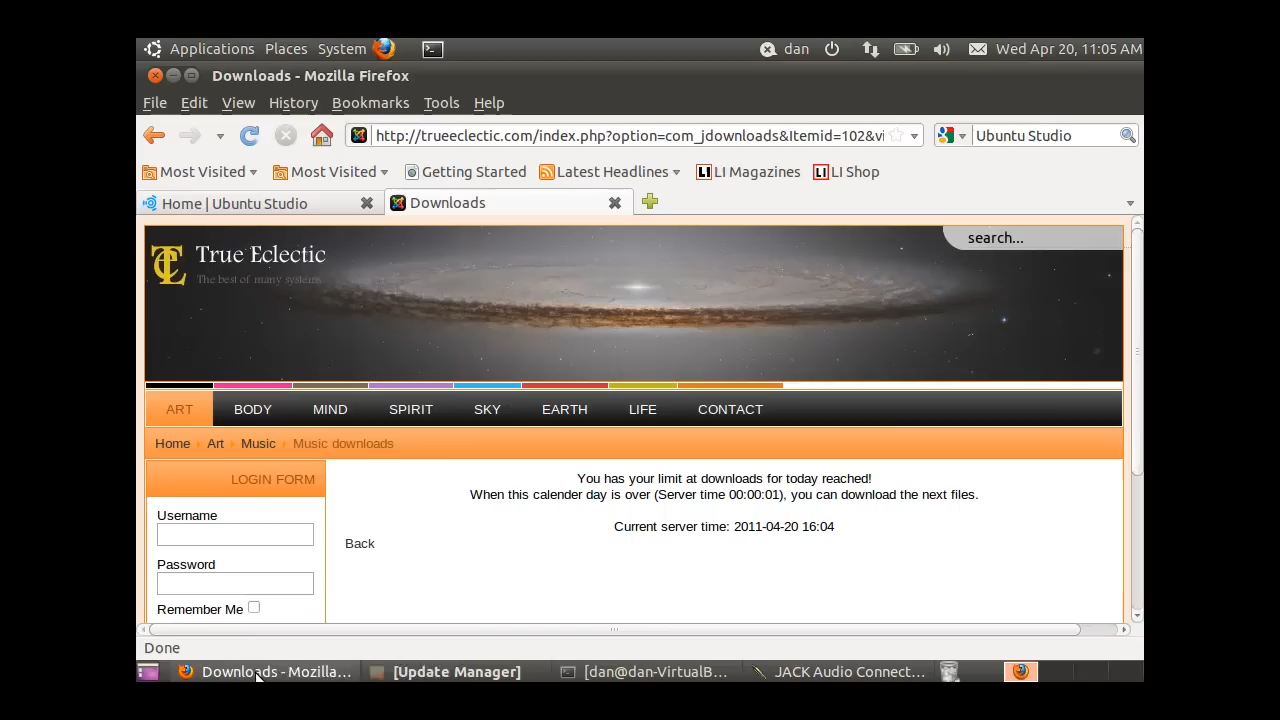 Applications Places System dan Wed Apr 20, 11:05 AM
Downloads - Mozilla Firefox
File Edit View History Bookmarks Tools Help
http://trueeclectic.com/index.php?option=com_jdownloads&Itemid=102&vi Ubuntu Studio
Most Visited Most Visited Getting Started Latest Headlines LI LI Magazines LI LI Shop
Home | Ubuntu Studio Downloads
search...
TE True Eclectic
The best of many systems
ART BODY MIND SPIRIT SKY EARTH LIFE CONTACT
Home Art Music Music downloads
LOGIN FORM
Username
Password
Remember Me
You has your limit at downloads for today reached!
When this calender day is over (Server time 00:00:01), you can download the next files.
Current server time: 2011-04-20 16:04
Back
Done
Downloads - Mozilla... [Update Manager] [dan@dan-VirtualB... JACK Audio Connect...